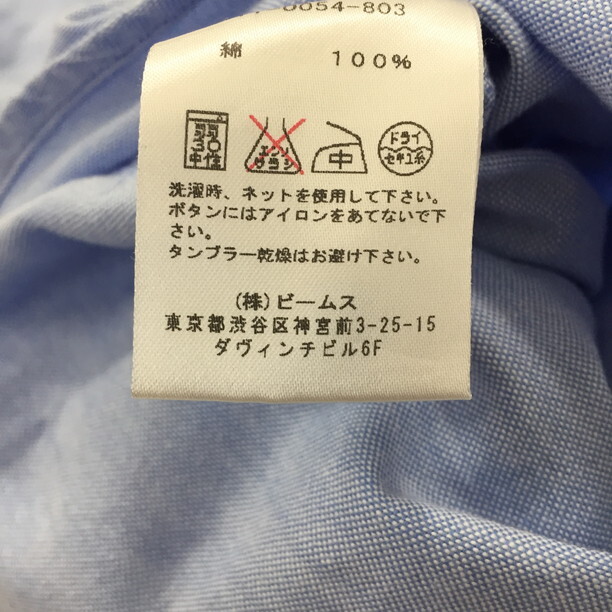 0054-803
綿 100%
弱
30
中性
エンソ
サラシ
中
ドライ
セキユ系
洗濯時、ネットを使用して下さい。
ボタンにはアイロンをあてないで下
さい。
タンブラー乾燥はお避け下さい。
(株)ビームス
東京都渋谷区神宮前3-25-15
ダヴィンチビル6F